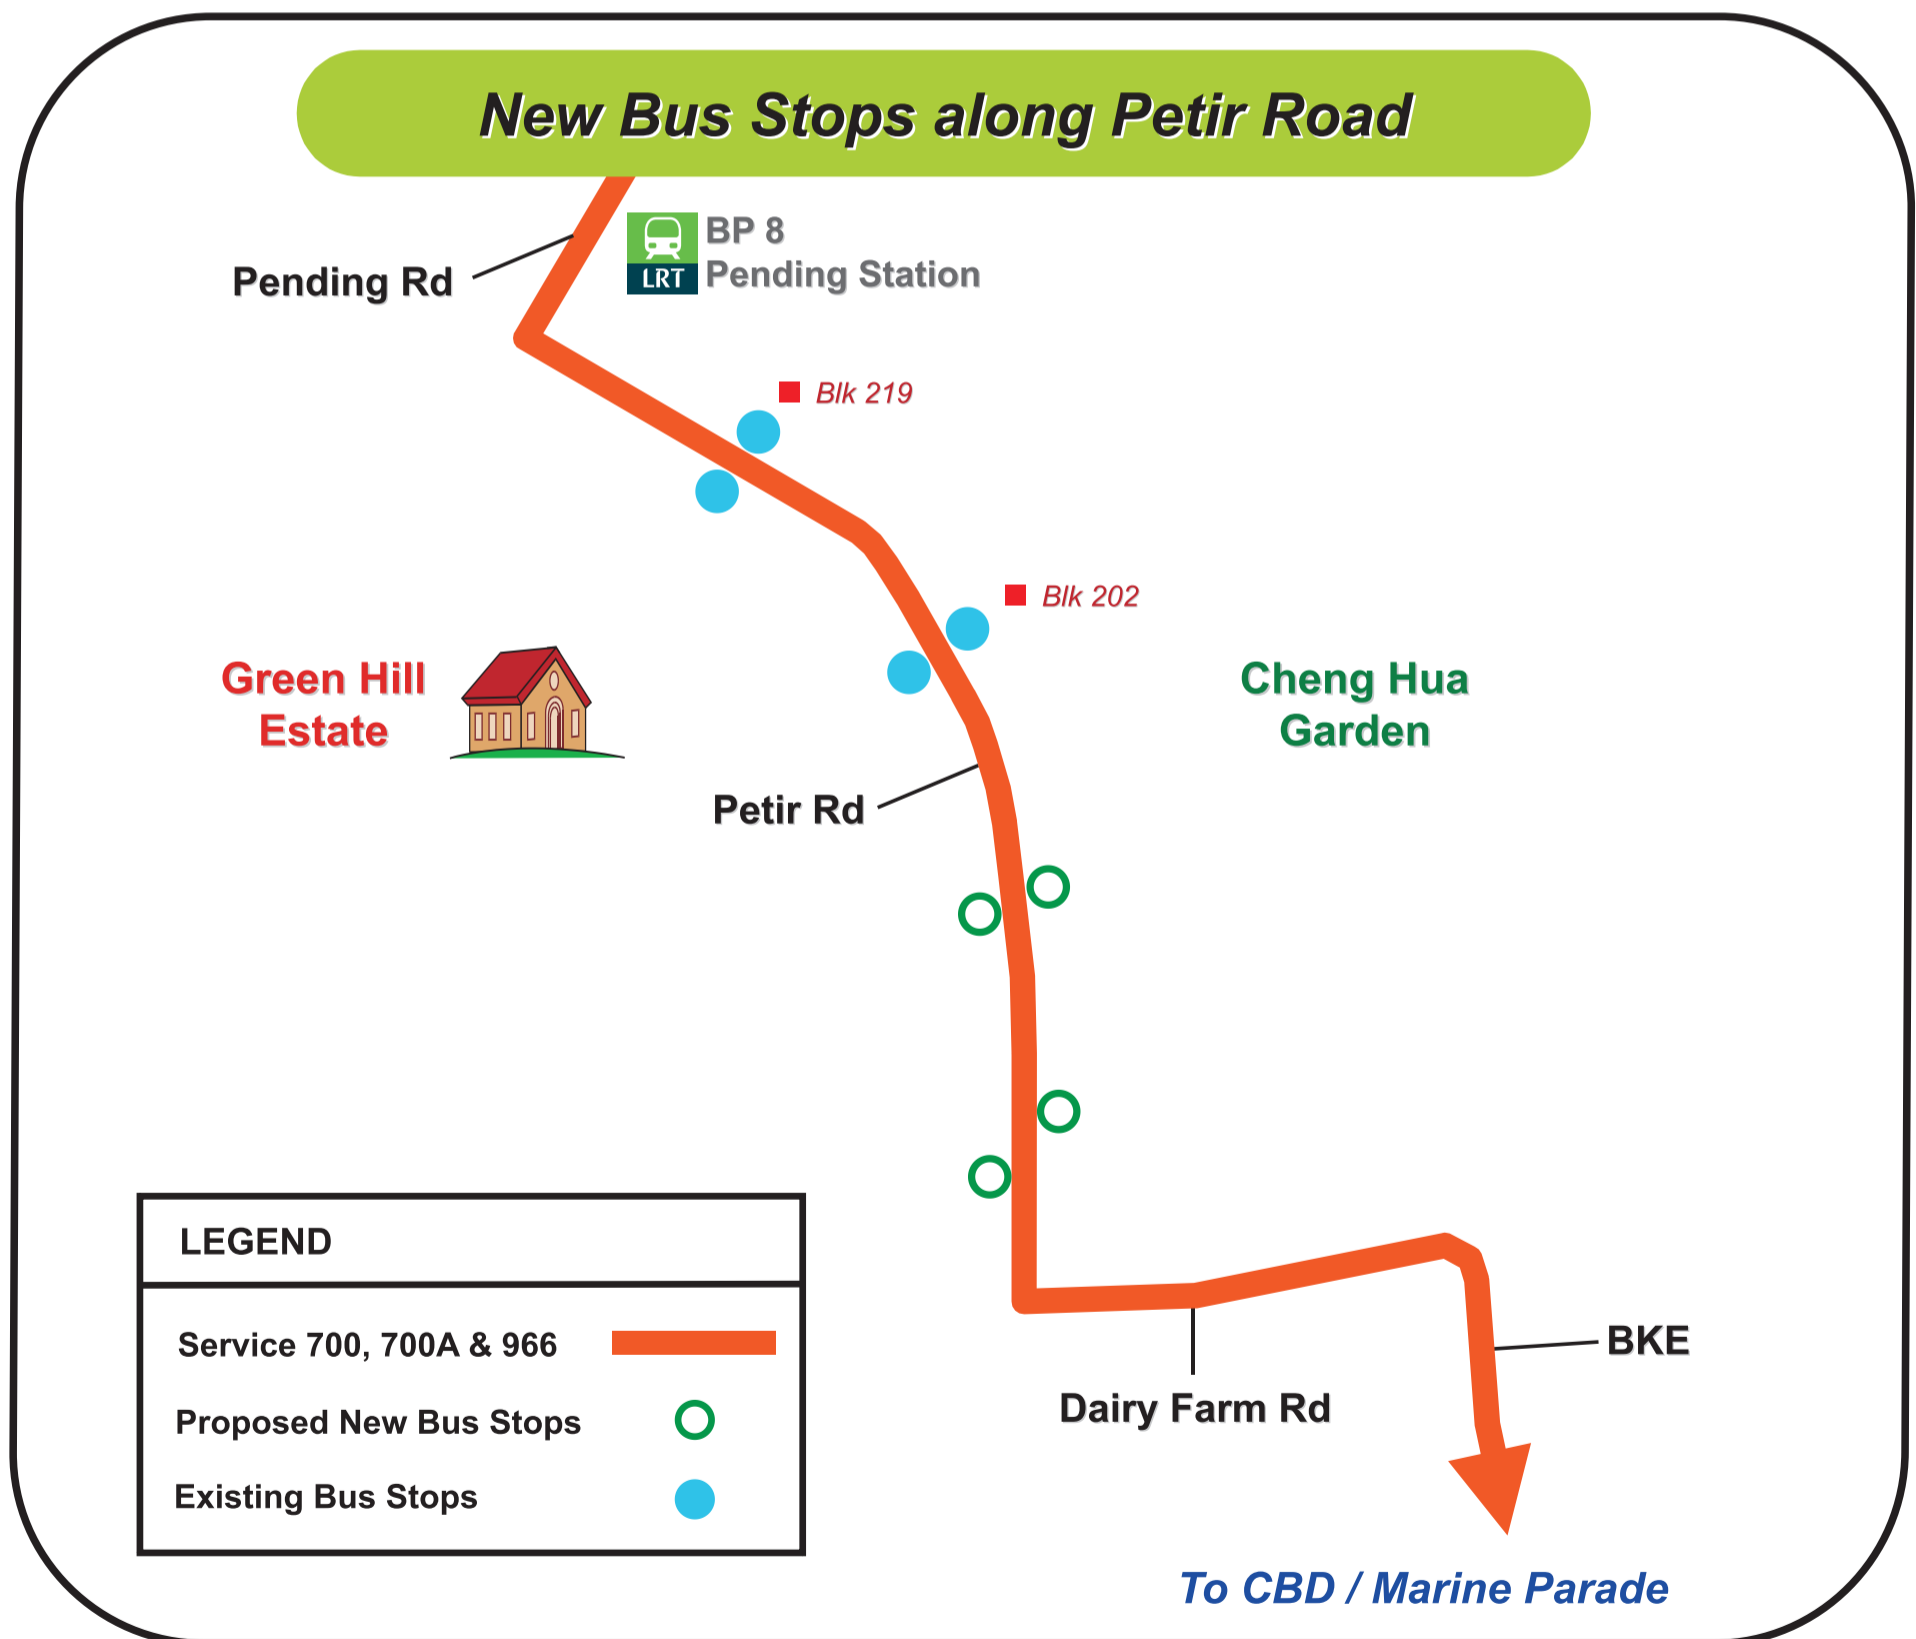 New Bus Stops along Petir Road
BP 8
Pending Station
LRT
Pending Rd
Blk 219
Blk 202
Green Hill
Estate
Cheng Hua
Garden
Petir Rd
LEGEND
Service 700, 700A & 966
Proposed New Bus Stops
Existing Bus Stops
BKE
Dairy Farm Rd
To CBD / Marine Parade